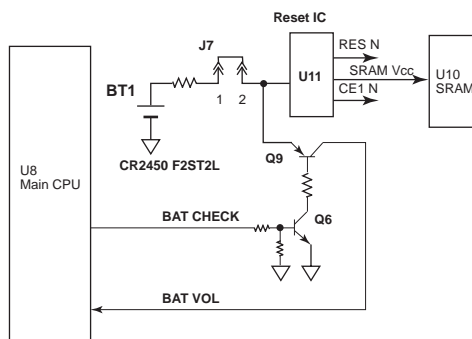 Reset IC
J7
RES N
U11
SRAM Vcc
U10
SRAM
BT1
1 2
CE1 N
CR2450 F2ST2L
Q9
U8
Main CPU
BAT CHECK
Q6
BAT VOL